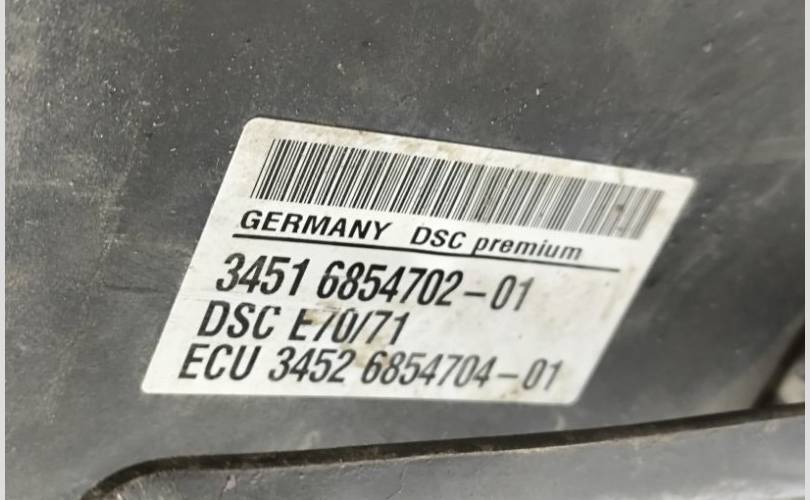 GERMANY DSC premium
3451 6854702-01
DSC E70/71
ECU 3452 6854704-01